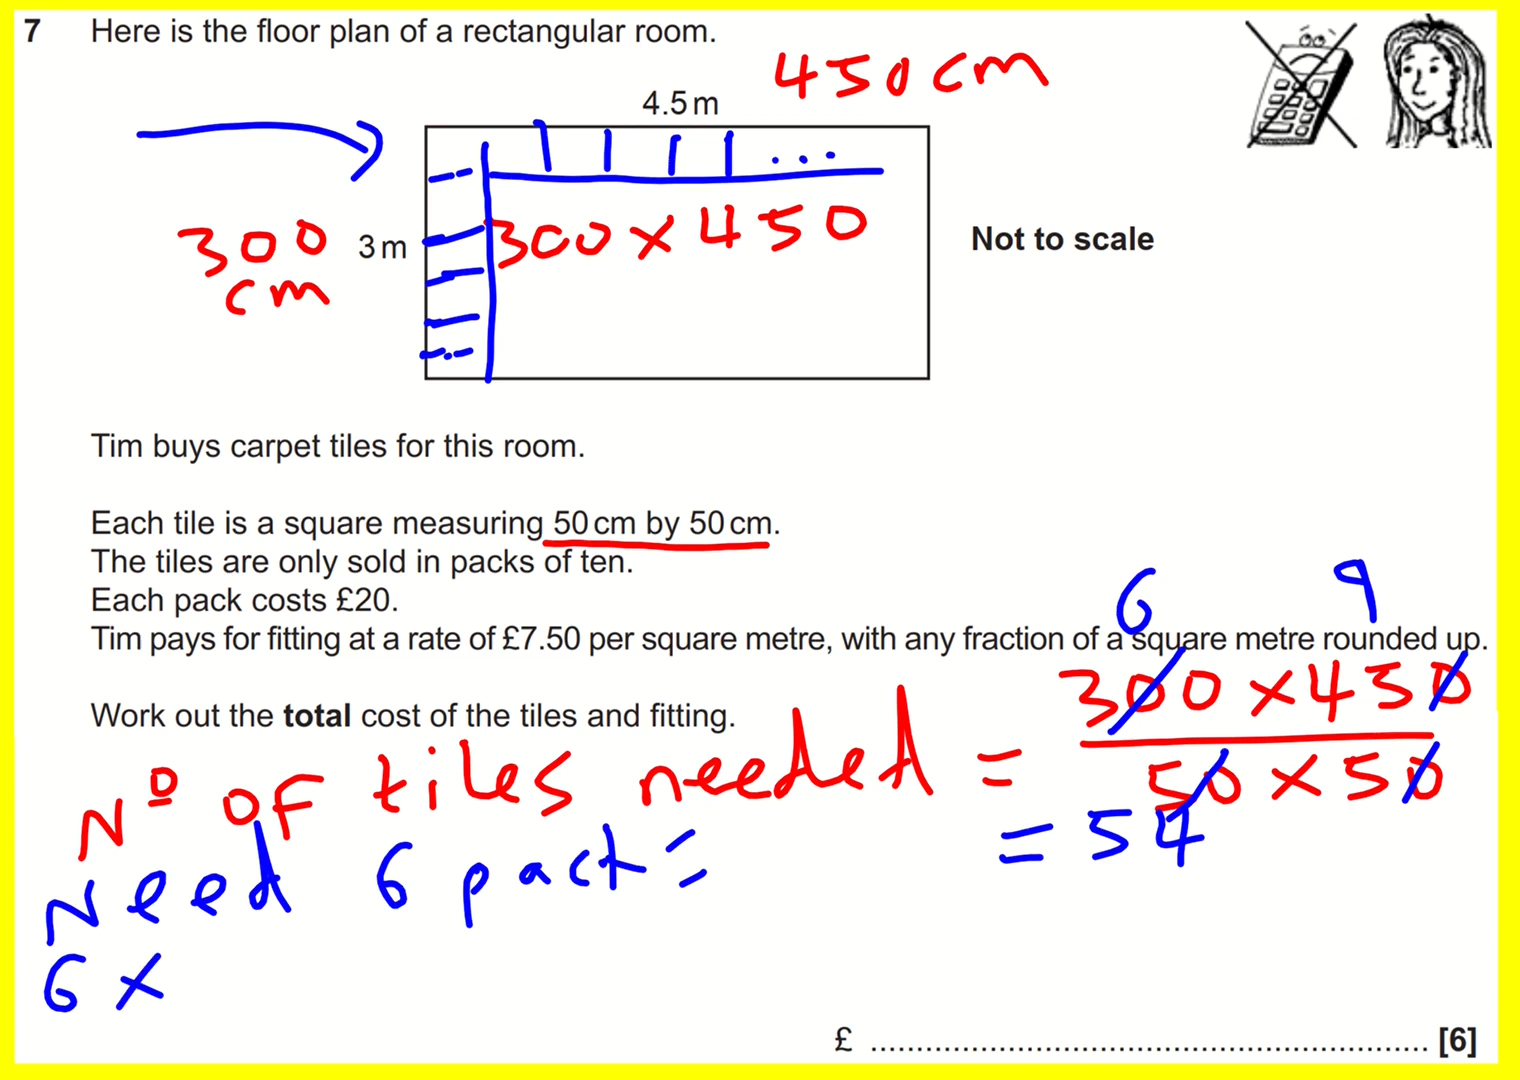 7 Here is the floor plan of a rectangular room.
450cm
4.5 m
300 cm
3 m
300 x 450
Not to scale
Tim buys carpet tiles for this room.
Each tile is a square measuring 50 cm by 50 cm.
The tiles are only sold in packs of ten.
Each pack costs £20.
6 9
Tim pays for fitting at a rate of £7.50 per square metre, with any fraction of a square metre rounded up.
Work out the total cost of the tiles and fitting.
300 x 450
Nº OF tiles needed =
50 x 50
= 54
Need 6 pack =
6 x
£ ............................................................ [6]